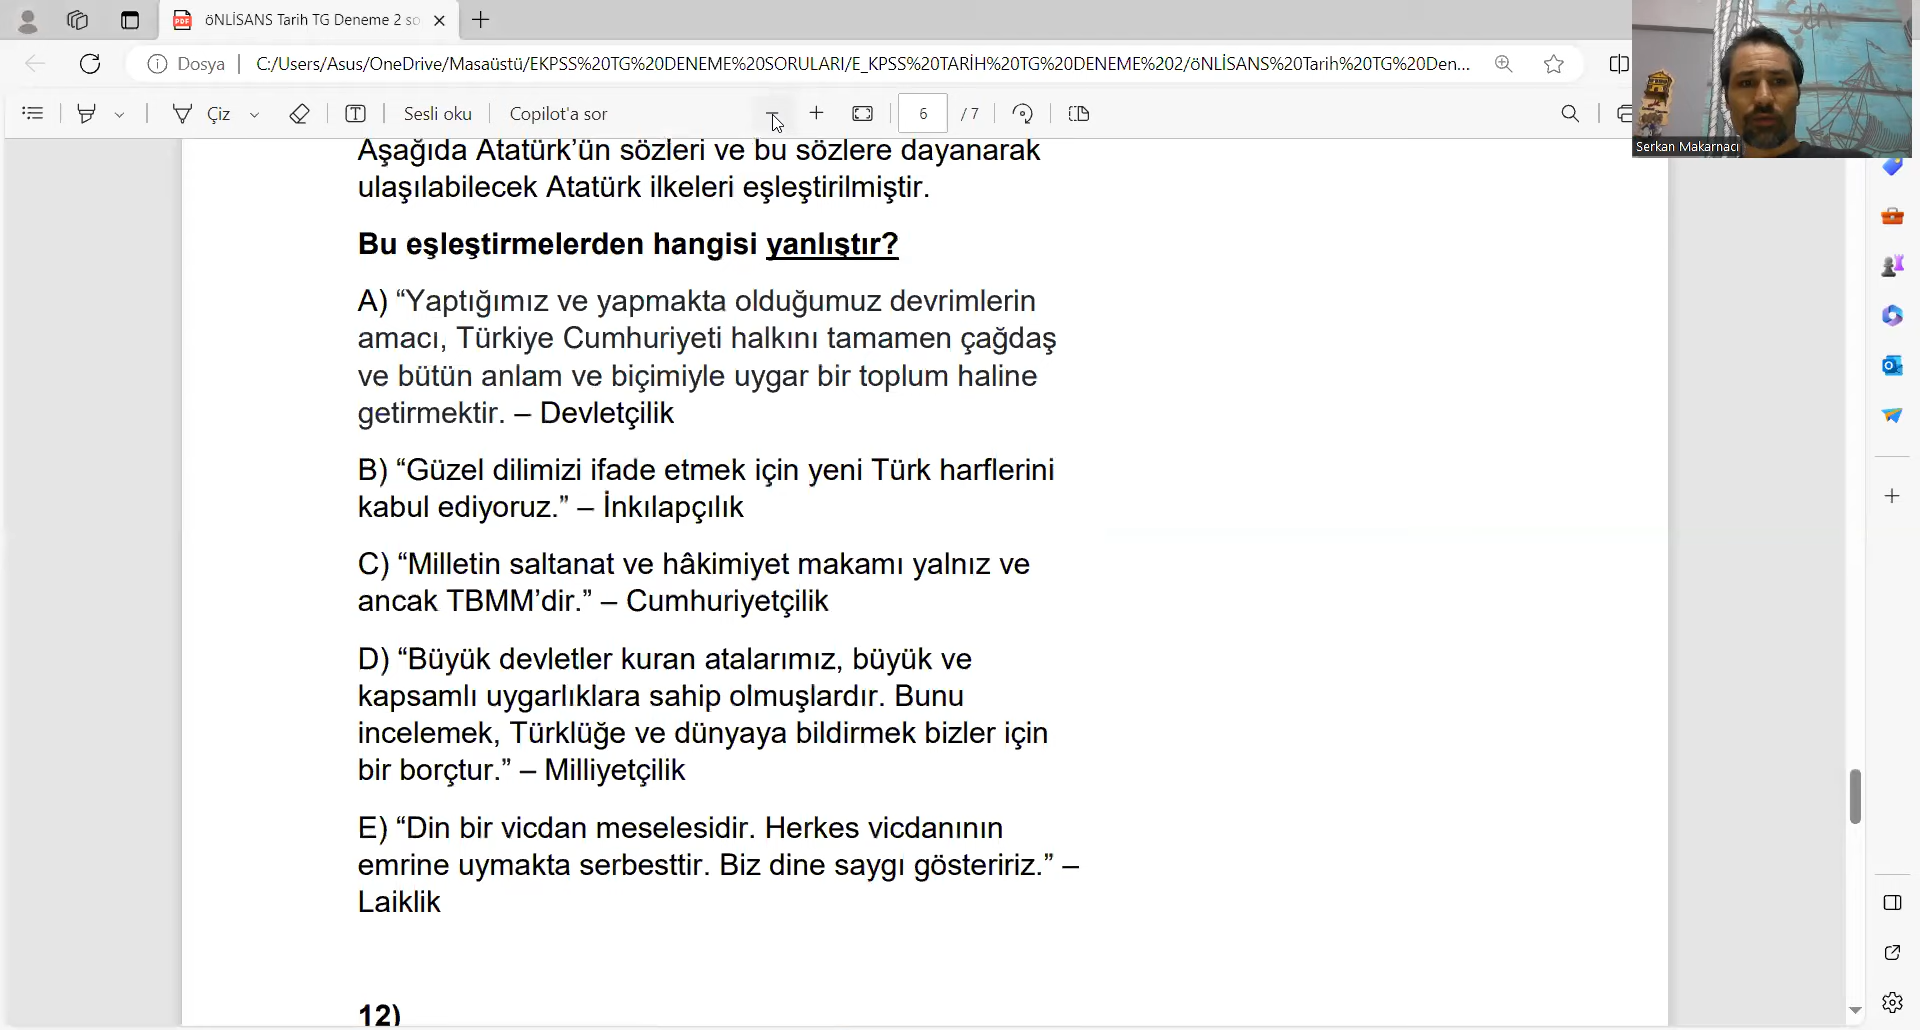 öNLİSANS Tarih TG Deneme 2 so
Dosya
C:/Users/Asus/OneDrive/Masaüstü/EKPSS%20TG%20DENEME%20SORULARI/E_KPSS%20TARİH%20TG%20DENEME%202/öNLİSANS%20Tarih%20TG%20Den...
Çiz
Sesli oku
Copilot'a sor
6 / 7
Serkan Makarnacı
Aşağıda Atatürk’ün sözleri ve bu sözlere dayanarak
ulaşılabilecek Atatürk ilkeleri eşleştirilmiştir.
Bu eşleştirmelerden hangisi yanlıştır?
A) “Yaptığımız ve yapmakta olduğumuz devrimlerin
amacı, Türkiye Cumhuriyeti halkını tamamen çağdaş
ve bütün anlam ve biçimiyle uygar bir toplum haline
getirmektir. – Devletçilik
B) “Güzel dilimizi ifade etmek için yeni Türk harflerini
kabul ediyoruz.” – İnkılapçılık
C) “Milletin saltanat ve hâkimiyet makamı yalnız ve
ancak TBMM’dir.” – Cumhuriyetçilik
D) “Büyük devletler kuran atalarımız, büyük ve
kapsamlı uygarlıklara sahip olmuşlardır. Bunu
incelemek, Türklüğe ve dünyaya bildirmek bizler için
bir borçtur.” – Milliyetçilik
E) “Din bir vicdan meselesidir. Herkes vicdanının
emrine uymakta serbesttir. Biz dine saygı gösteririz.” –
Laiklik
12)